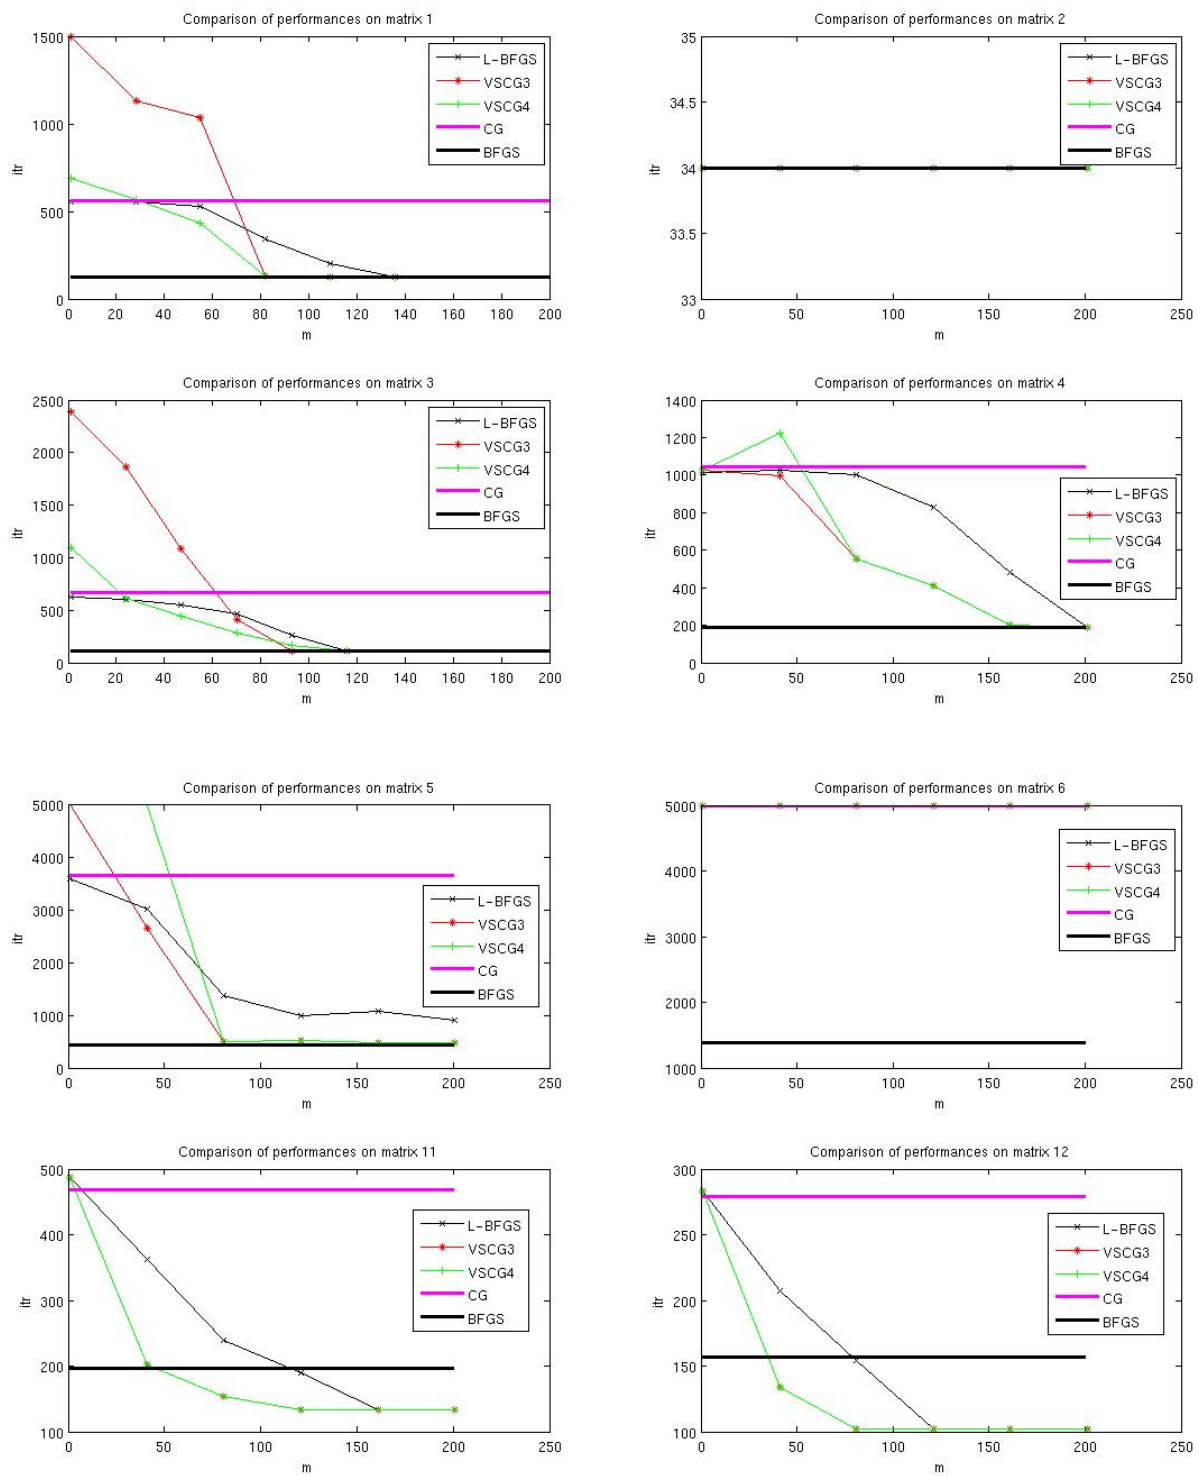 Comparison of performances on matrix 1
1500
1000
500
0
itr
0 20 40 60 80 100 120 140 160 180 200
m
L-BFGS
VSCG3
VSCG4
CG
BFGS
Comparison of performances on matrix 2
35
34.5
34
33.5
33
itr
0 50 100 150 200 250
m
L-BFGS
VSCG3
VSCG4
CG
BFGS
Comparison of performances on matrix 3
2500
2000
1500
1000
500
0
itr
0 20 40 60 80 100 120 140 160 180 200
m
L-BFGS
VSCG3
VSCG4
CG
BFGS
Comparison of performances on matrix 4
1400
1200
1000
800
600
400
200
0
itr
0 50 100 150 200 250
m
L-BFGS
VSCG3
VSCG4
CG
BFGS
Comparison of performances on matrix 5
5000
4000
3000
2000
1000
0
itr
0 50 100 150 200 250
m
L-BFGS
VSCG3
VSCG4
CG
BFGS
Comparison of performances on matrix 6
5000
4000
3000
2000
1000
itr
0 50 100 150 200 250
m
L-BFGS
VSCG3
VSCG4
CG
BFGS
Comparison of performances on matrix 11
500
400
300
200
100
itr
0 50 100 150 200 250
m
L-BFGS
VSCG3
VSCG4
CG
BFGS
Comparison of performances on matrix 12
300
250
200
150
100
itr
0 50 100 150 200 250
m
L-BFGS
VSCG3
VSCG4
CG
BFGS